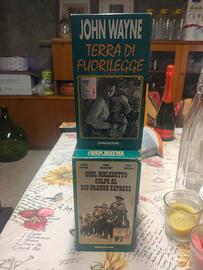 JOHN WAYNE
TERRA DI
FUORILEGGE
JOHN WAYNE
QUEL MALEDETTO
COLPO AL
RIO GRANDE EXPRESS